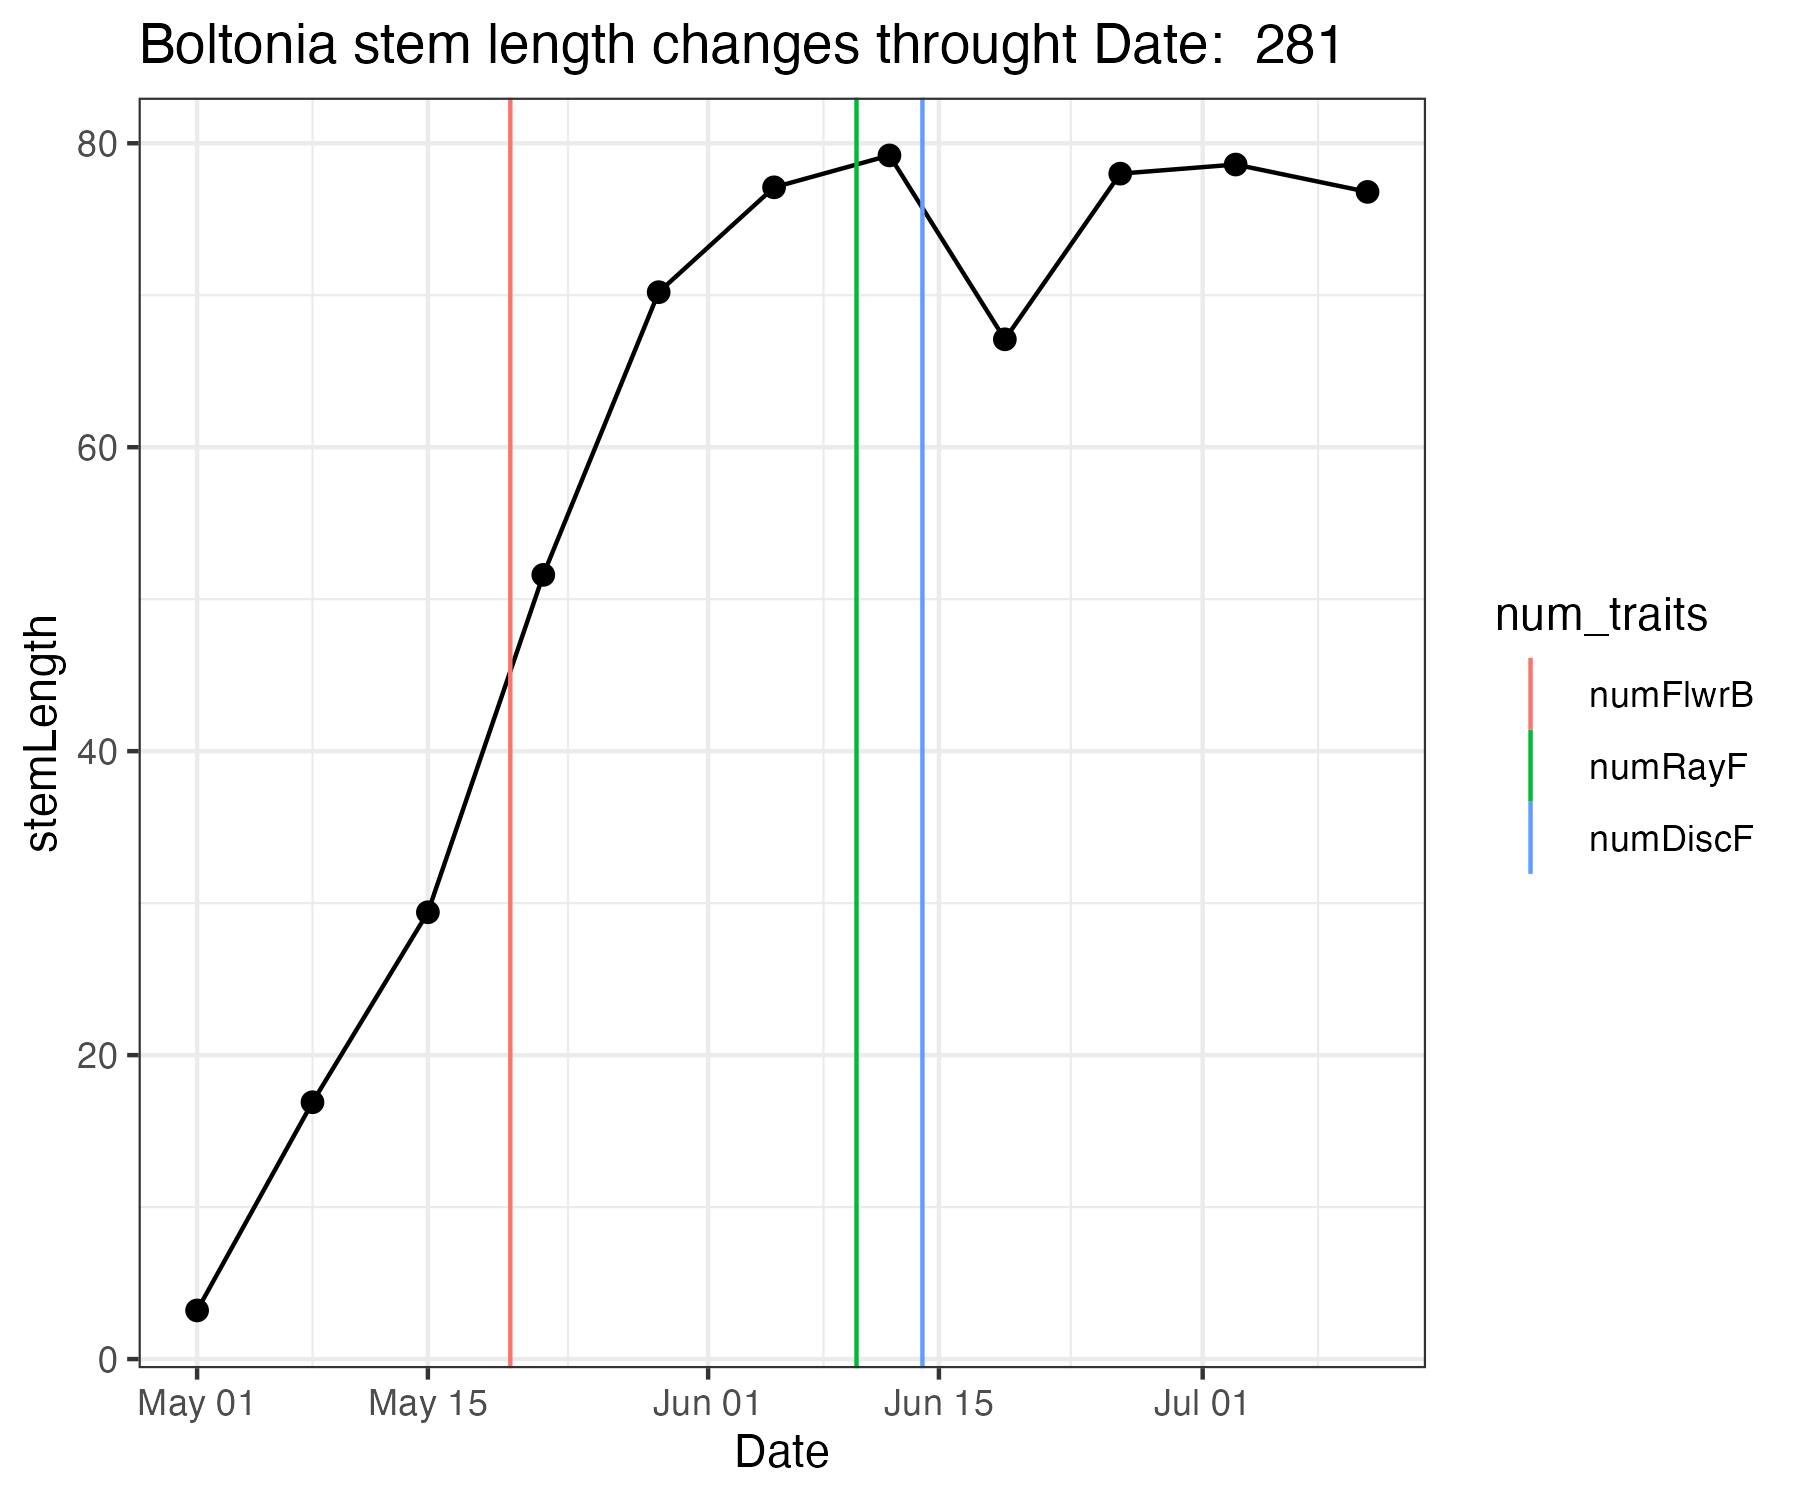 Boltonia stem length changes throught Date:  281
80
60
40
20
0
stemLength
May 01
May 15
Jun 01
Jun 15
Jul 01
Date
num_traits
numFlwrB
numRayF
numDiscF